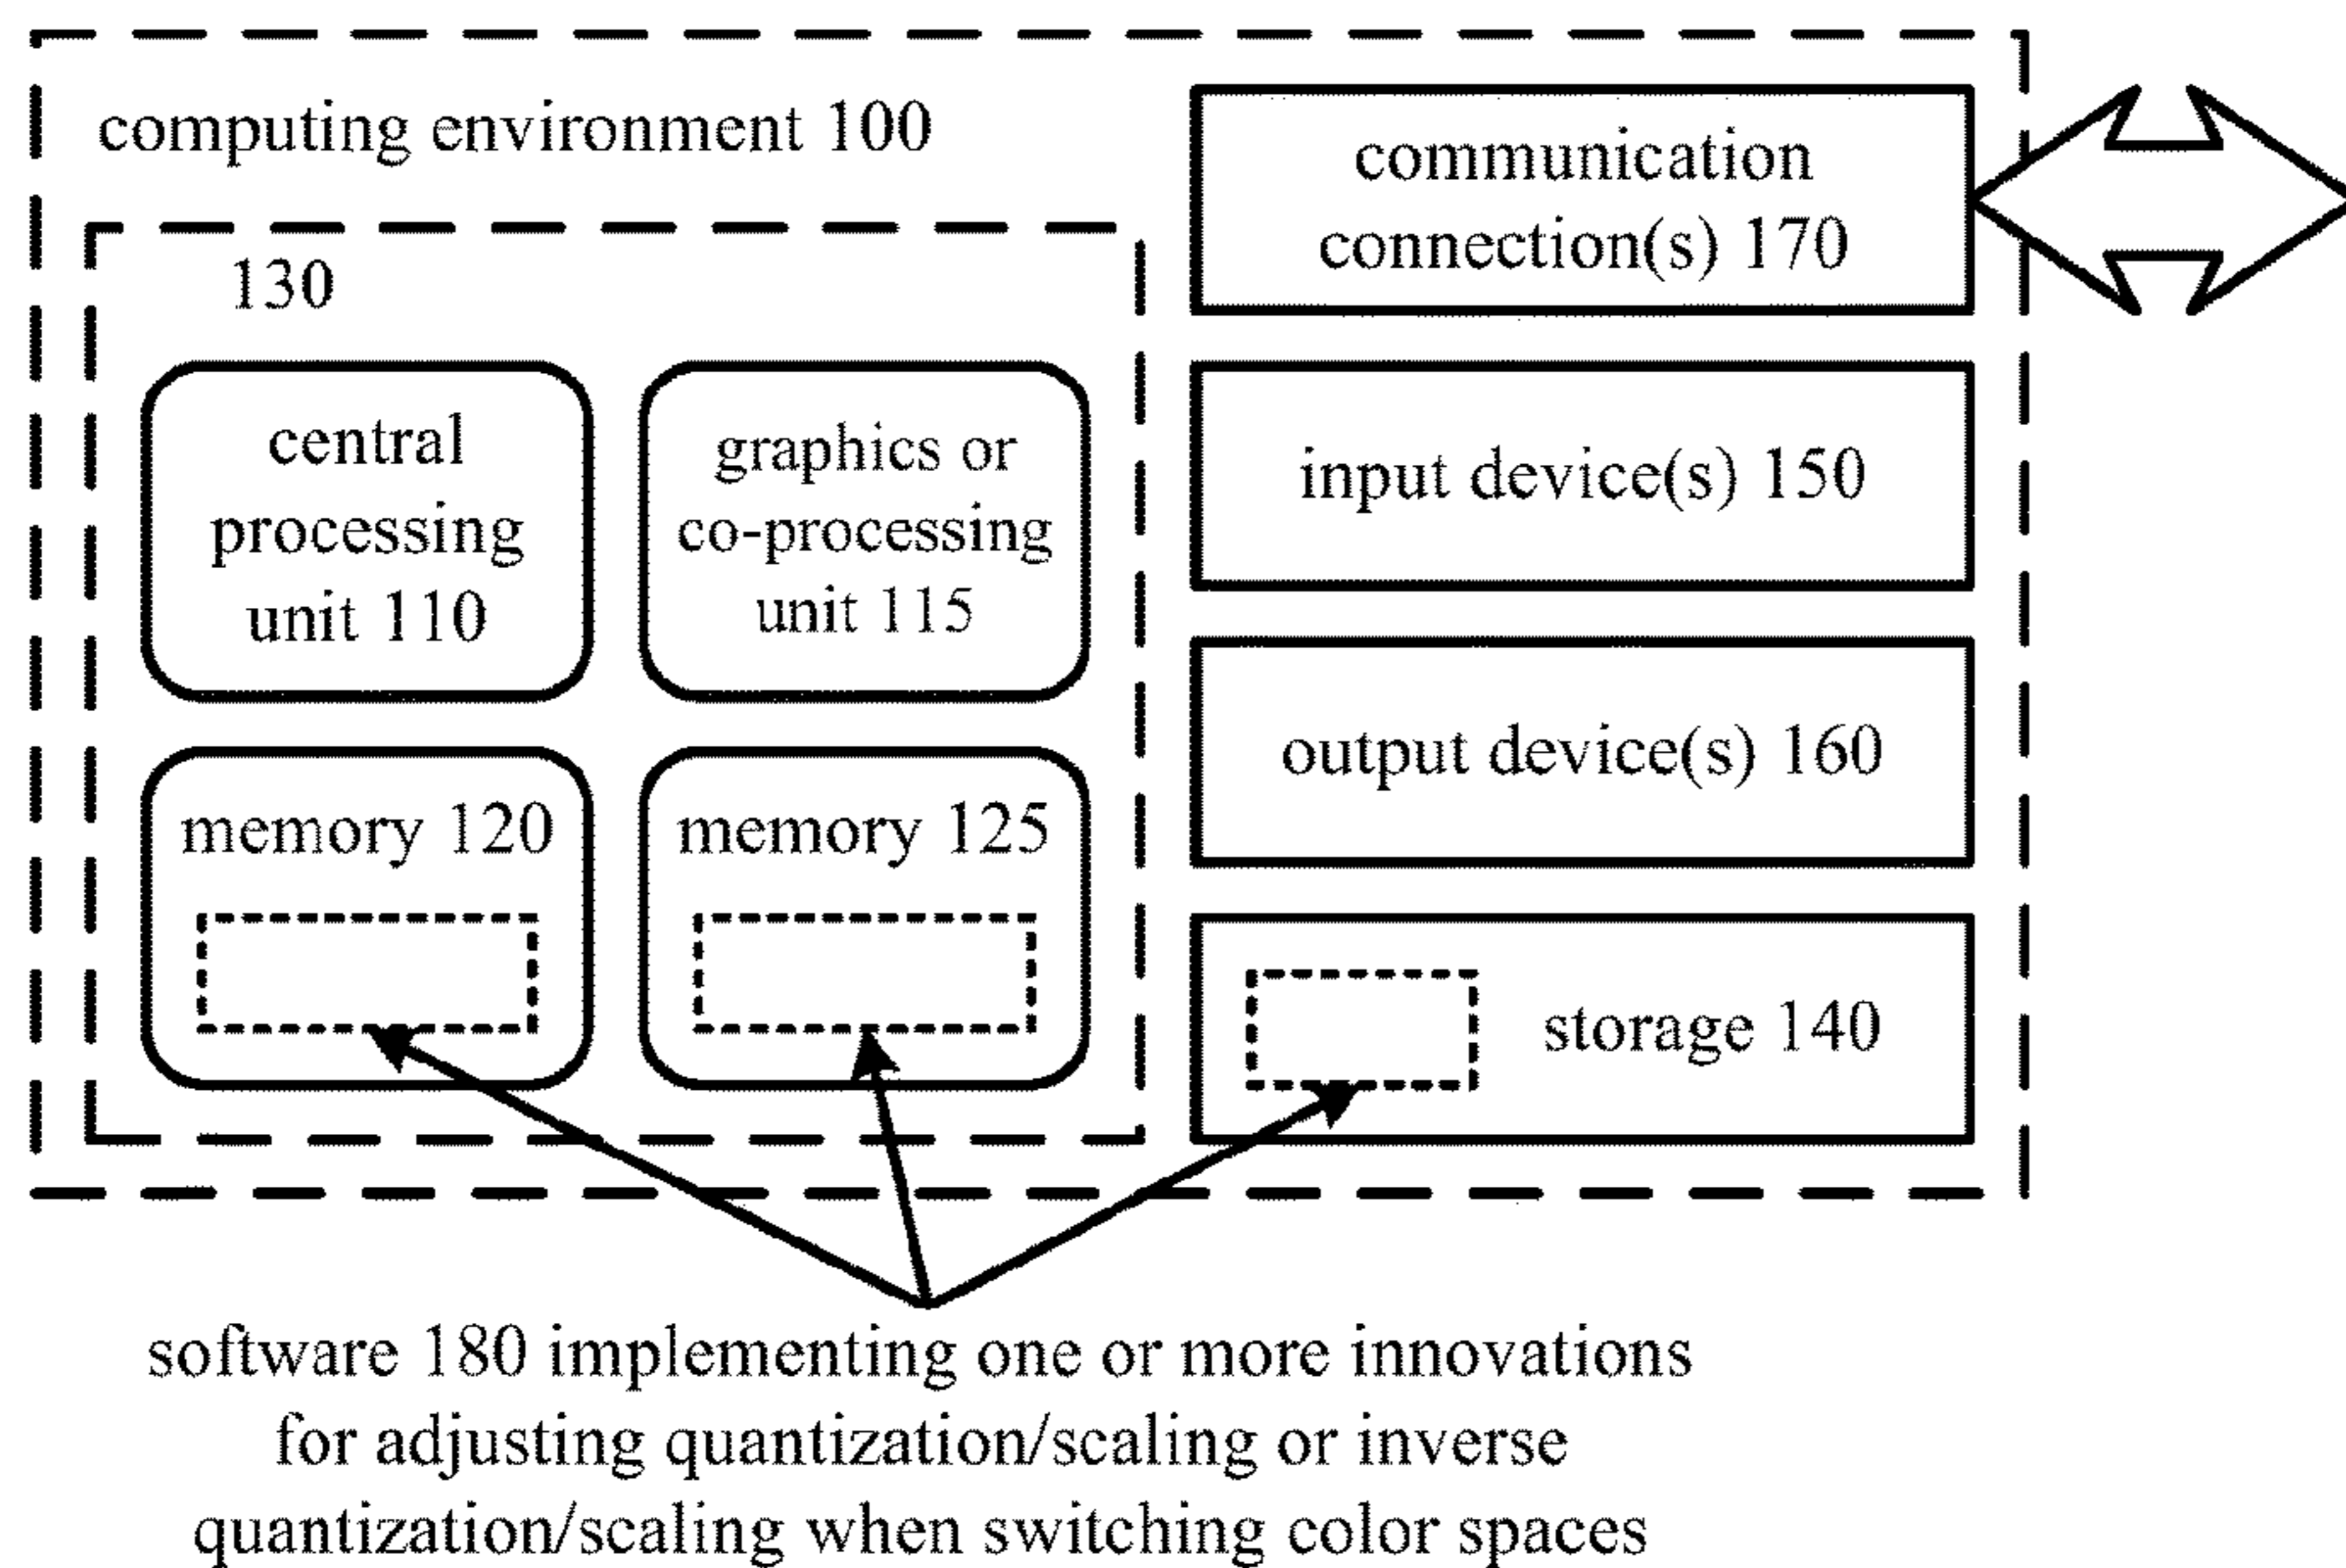 computing environment 100
130
central
processing
unit 110
graphics or
co-processing
unit 115
memory 120
memory 125
communication
connection(s) 170
input device(s) 150
output device(s) 160
storage 140
software 180 implementing one or more innovations
for adjusting quantization/scaling or inverse
quantization/scaling when switching color spaces